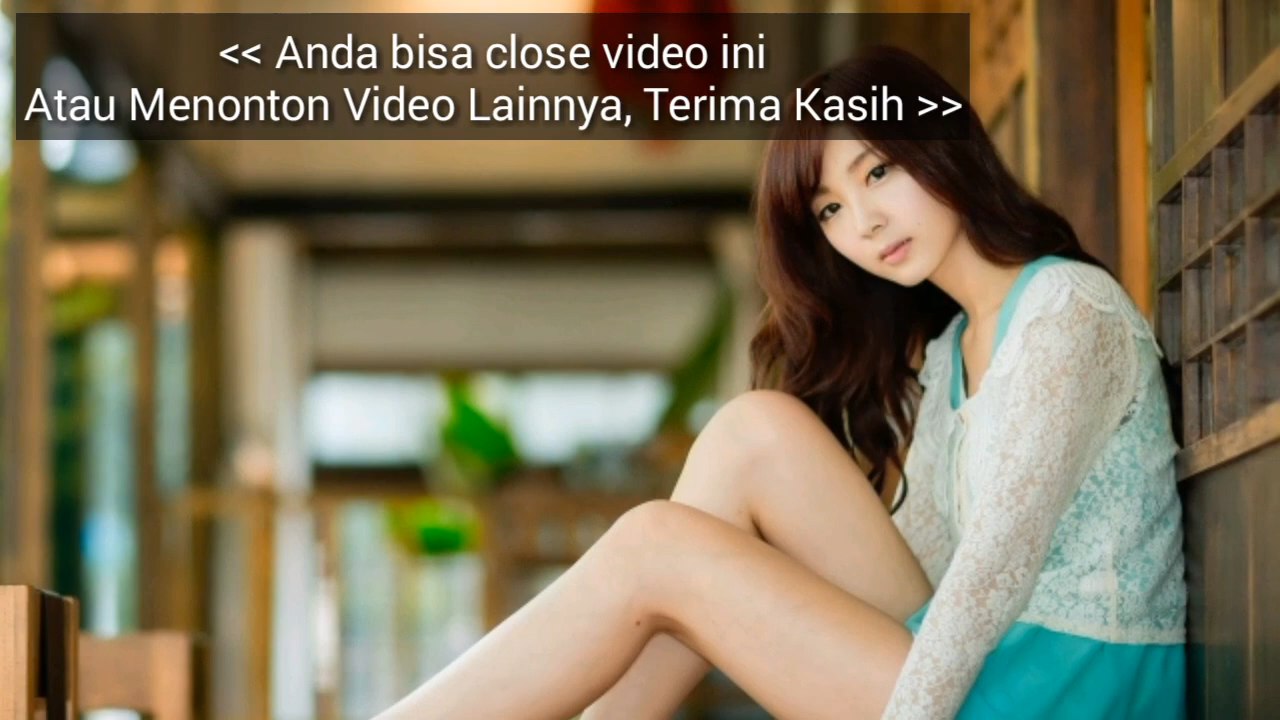 << Anda bisa close video ini
Atau Menonton Video Lainnya, Terima Kasih >>